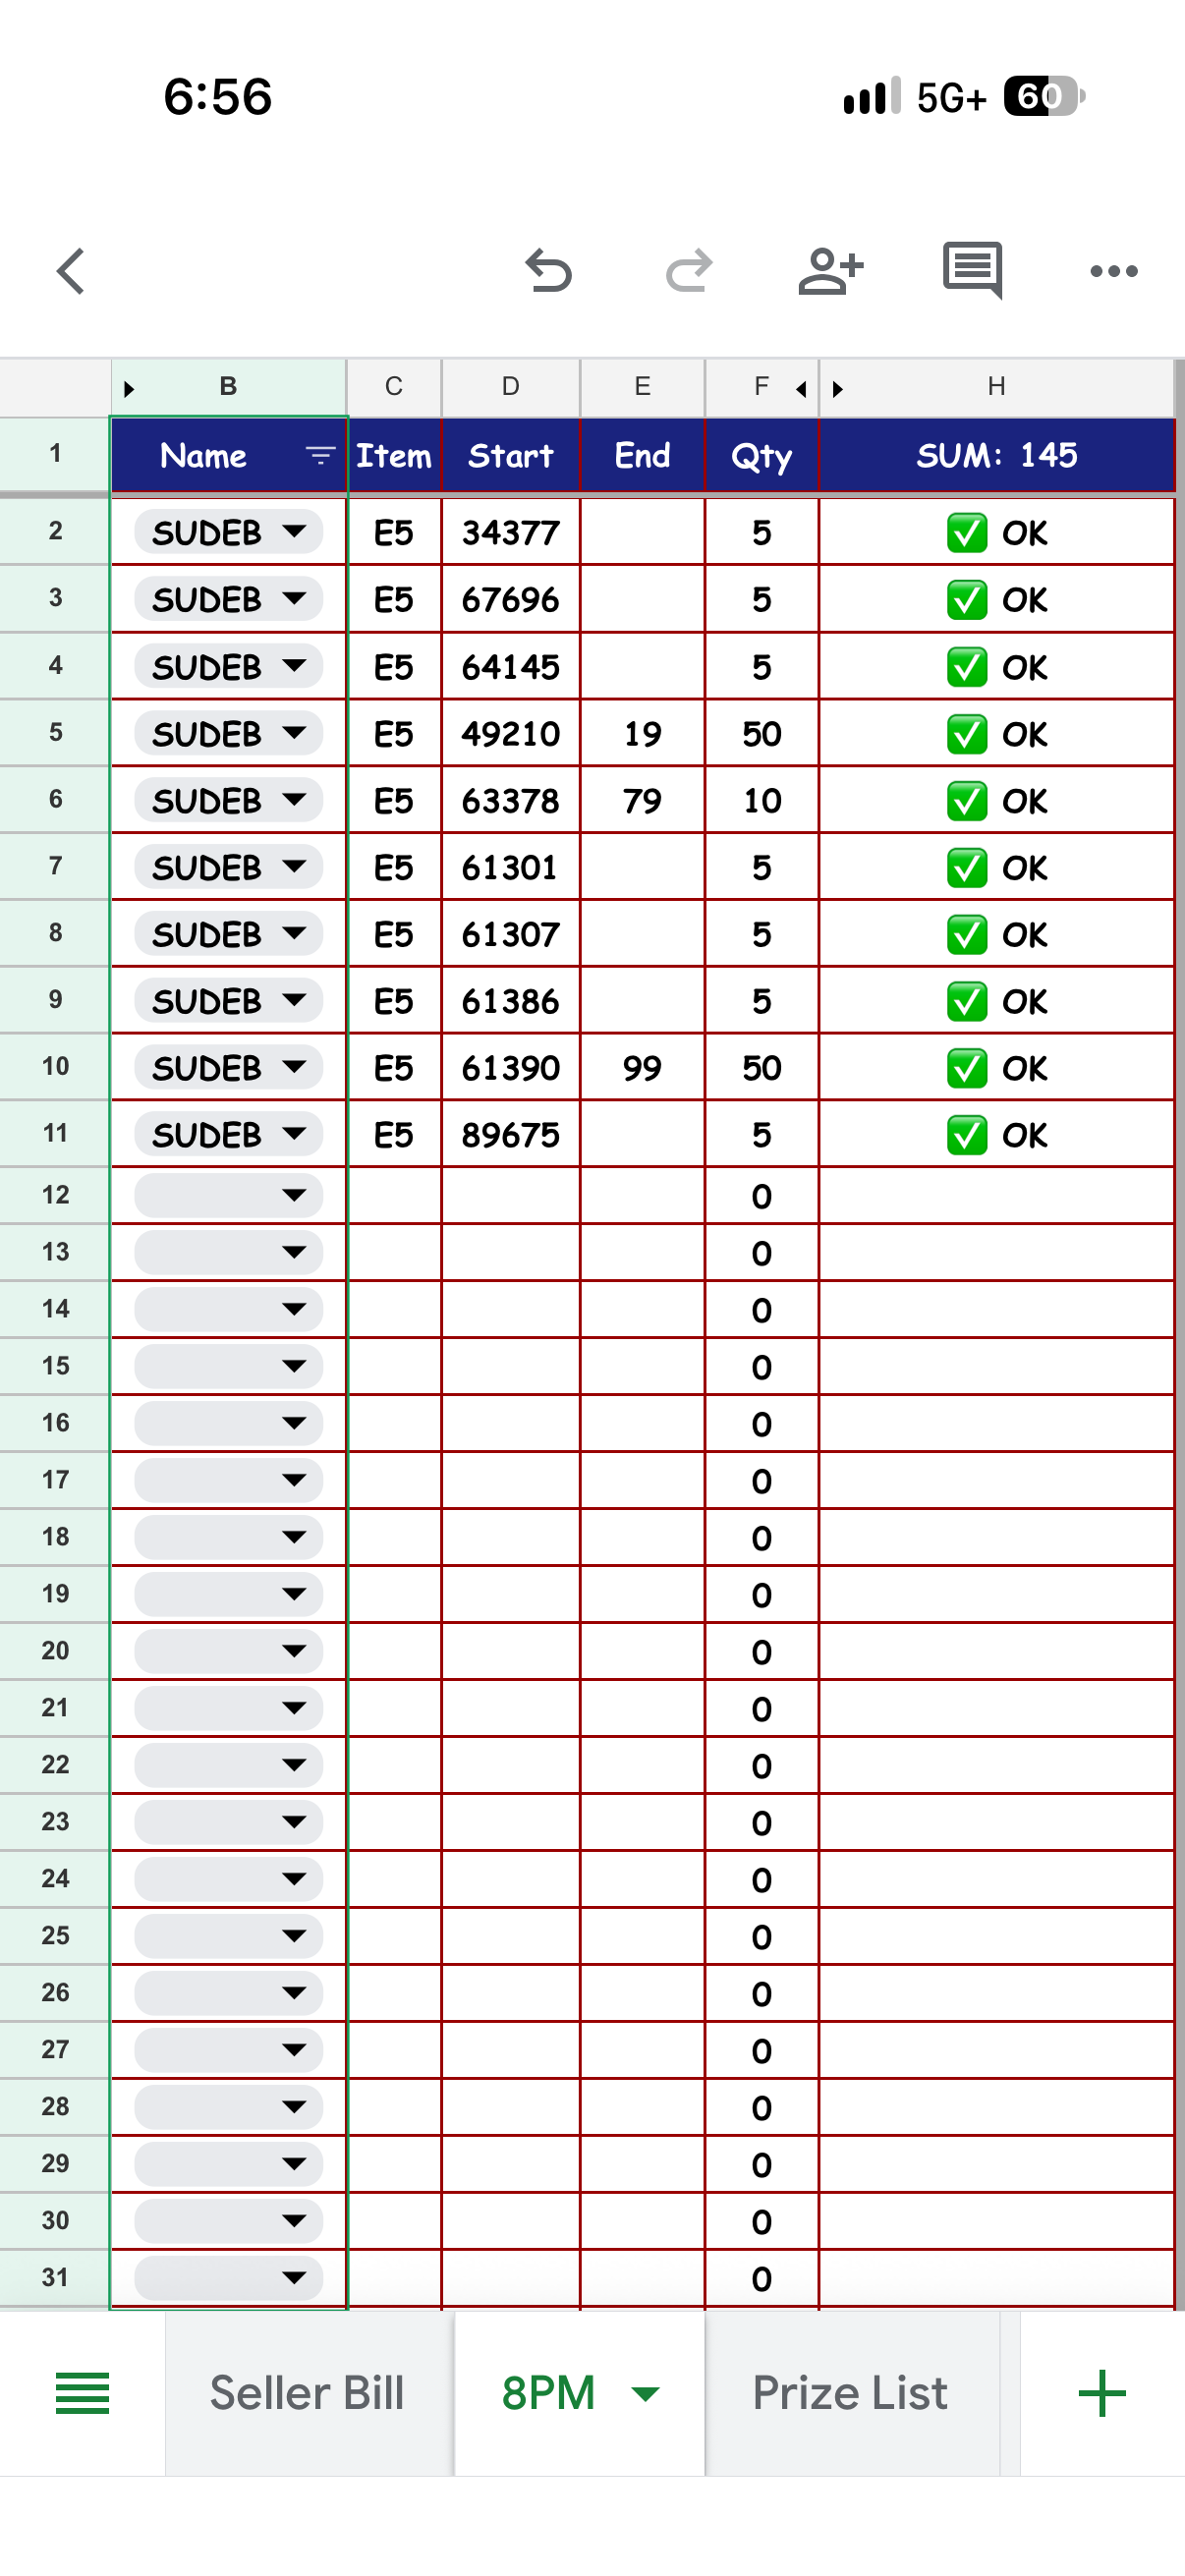 6:56 5G+ 60
B C D E F H
1 Name Item Start End Qty SUM: 145
2 SUDEB E5 34377 5 ✅ OK
3 SUDEB E5 67696 5 ✅ OK
4 SUDEB E5 64145 5 ✅ OK
5 SUDEB E5 49210 19 50 ✅ OK
6 SUDEB E5 63378 79 10 ✅ OK
7 SUDEB E5 61301 5 ✅ OK
8 SUDEB E5 61307 5 ✅ OK
9 SUDEB E5 61386 5 ✅ OK
10 SUDEB E5 61390 99 50 ✅ OK
11 SUDEB E5 89675 5 ✅ OK
12 0
13 0
14 0
15 0
16 0
17 0
18 0
19 0
20 0
21 0
22 0
23 0
24 0
25 0
26 0
27 0
28 0
29 0
30 0
31 0
Seller Bill 8PM Prize List